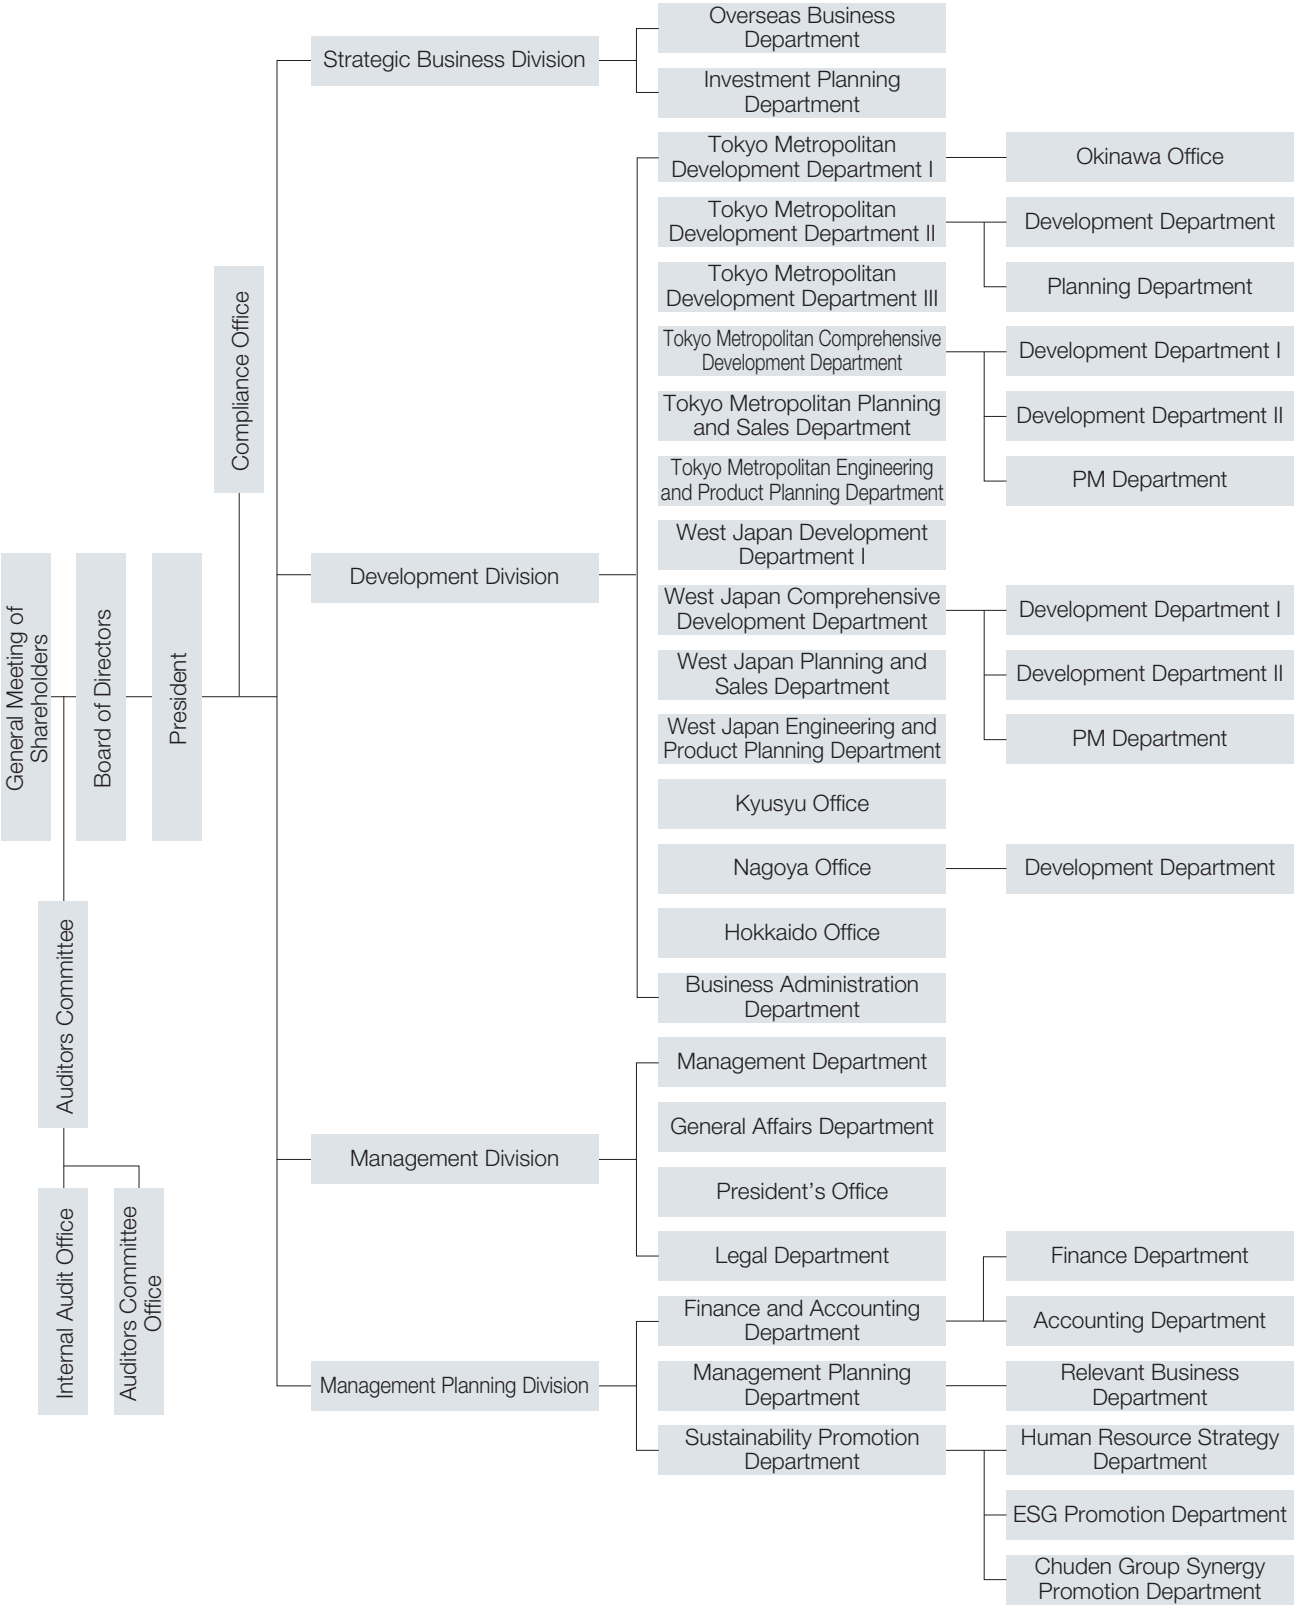 General Meeting of
Shareholders
Board of Directors
President
Compliance Office
Auditors Committee
Internal Audit Office
Auditors Committee
Office
Strategic Business Division
Overseas Business
Department
Investment Planning
Department
Development Division
Tokyo Metropolitan
Development Department I
Okinawa Office
Tokyo Metropolitan
Development Department II
Development Department
Planning Department
Tokyo Metropolitan
Development Department III
Tokyo Metropolitan Comprehensive
Development Department
Development Department I
Development Department II
PM Department
Tokyo Metropolitan Planning
and Sales Department
Tokyo Metropolitan Engineering
and Product Planning Department
West Japan Development
Department I
West Japan Comprehensive
Development Department
Development Department I
Development Department II
PM Department
West Japan Planning and
Sales Department
West Japan Engineering and
Product Planning Department
Kyusyu Office
Nagoya Office
Development Department
Hokkaido Office
Business Administration
Department
Management Division
Management Department
General Affairs Department
President’s Office
Legal Department
Management Planning Division
Finance and Accounting
Department
Finance Department
Accounting Department
Management Planning
Department
Relevant Business
Department
Sustainability Promotion
Department
Human Resource Strategy
Department
ESG Promotion Department
Chuden Group Synergy
Promotion Department